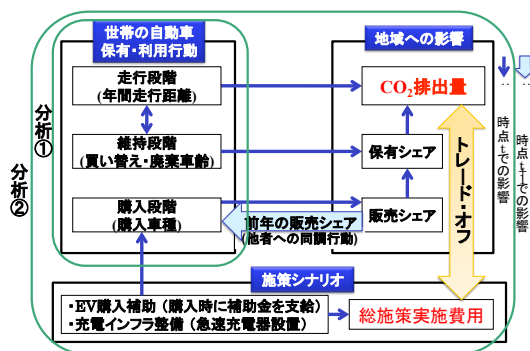 世帯の自動車
保有・利用行動
地域への影響
走行段階
(年間走行距離)
CO₂排出量
維持段階
(買い替え・廃棄車齢)
保有シェア
購入段階
(購入車種)
販売シェア
前年の販売シェア
(他者への同調行動)
トレード・オフ
分析①
分析②
時点tでの影響
時点t-1での影響
施策シナリオ
・EV購入補助（購入時に補助金を支給）
・充電インフラ整備（急速充電器設置）
総施策実施費用